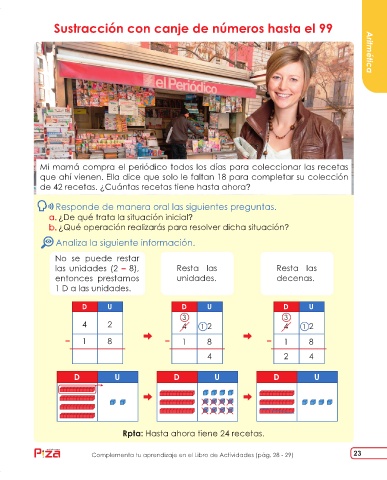 Sustracción con canje de números hasta el 99
Aritmética
el Periódico
Mi mamá compra el periódico todos los días para coleccionar las recetas
que ahí vienen. Ella dice que solo le faltan 18 para completar su colección
de 42 recetas. ¿Cuántas recetas tiene hasta ahora?
Responde de manera oral las siguientes preguntas.
a. ¿De qué trata la situación inicial?
b. ¿Qué operación realizarás para resolver dicha situación?
Analiza la siguiente información.
No se puede restar
las unidades (2 – 8),
entonces prestamos
1 D a las unidades.
Resta las
unidades.
Resta las
decenas.
D U
4 2
– 1 8
D U
3
4 1 2
– 1 8
4
D U
3
4 1 2
– 1 8
2 4
D U D U D U
Rpta: Hasta ahora tiene 24 recetas.
Complementa tu aprendizaje en el Libro de Actividades (pág. 28 - 29)
23